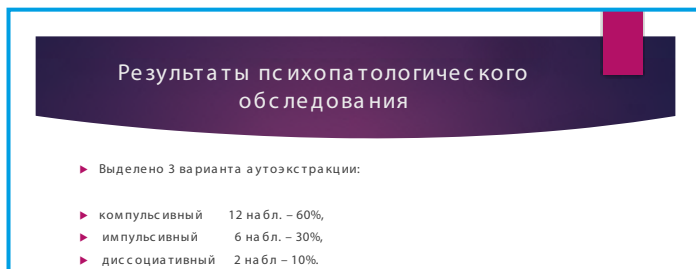 Результаты психопатологического
обследования
Выделено 3 варианта аутоэкстракции:
компульсивный 12 набл. – 60%,
импульсивный 6 набл. – 30%,
диссоциативный 2 набл – 10%.